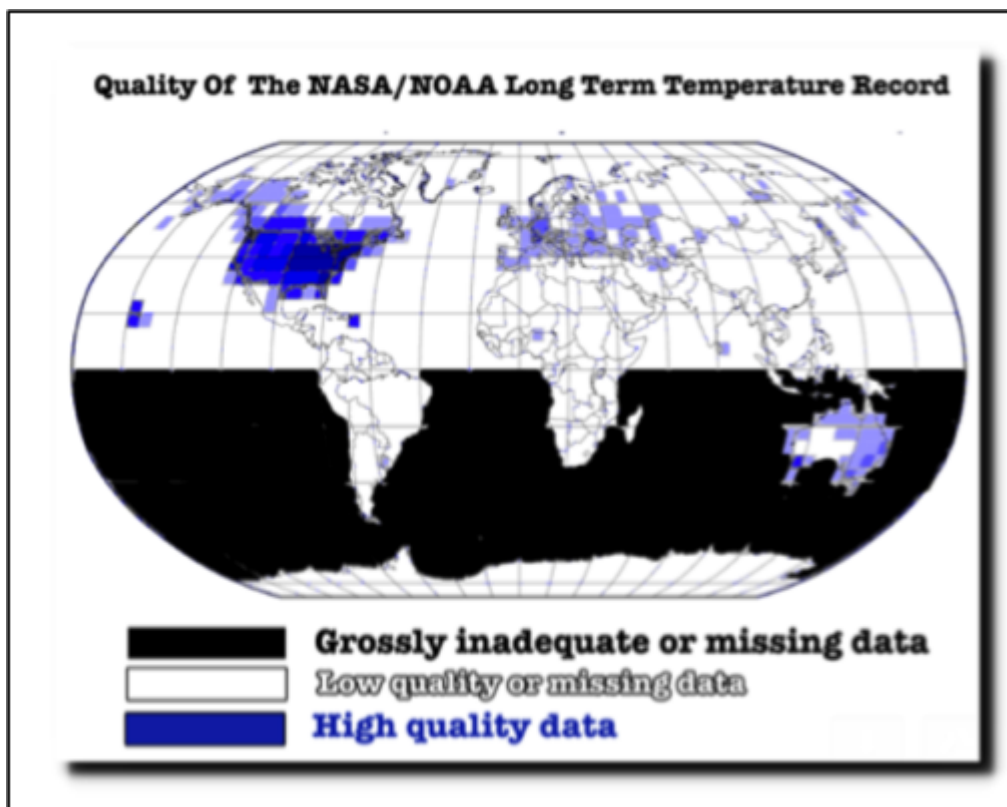 Quality Of The NASA/NOAA Long Term Temperature Record
Grossly inadequate or missing data
Low quality or missing data
High quality data